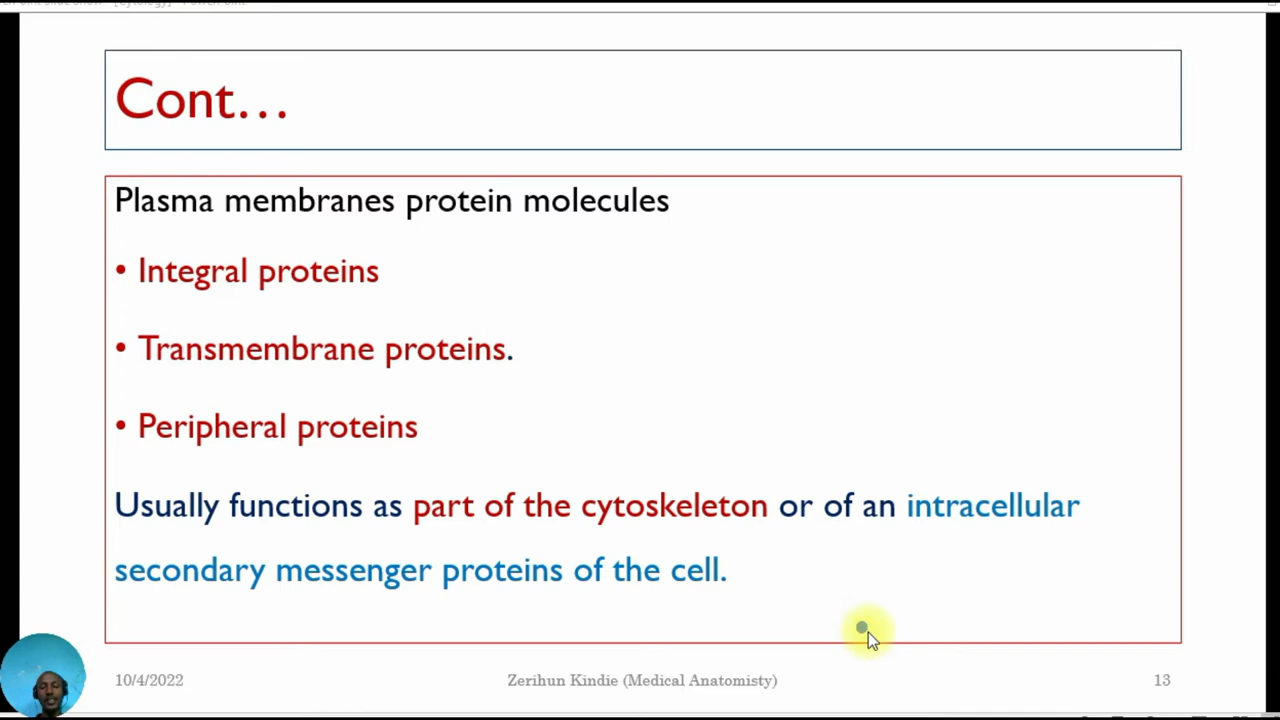 Cont…
Plasma membranes protein molecules
• Integral proteins
• Transmembrane proteins.
• Peripheral proteins
Usually functions as part of the cytoskeleton or of an intracellular
secondary messenger proteins of the cell.
10/4/2022
Zerihun Kindie (Medical Anatomisty)
13